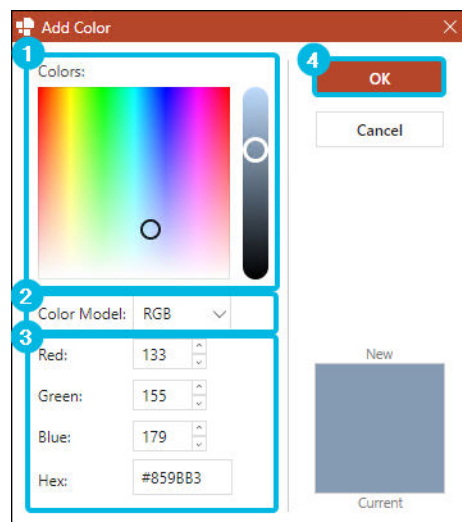 Add Color
1
Colors:
4
OK
Cancel
2
Color Model: RGB
3
Red: 133
Green: 155
Blue: 179
Hex: #859BB3
New
Current